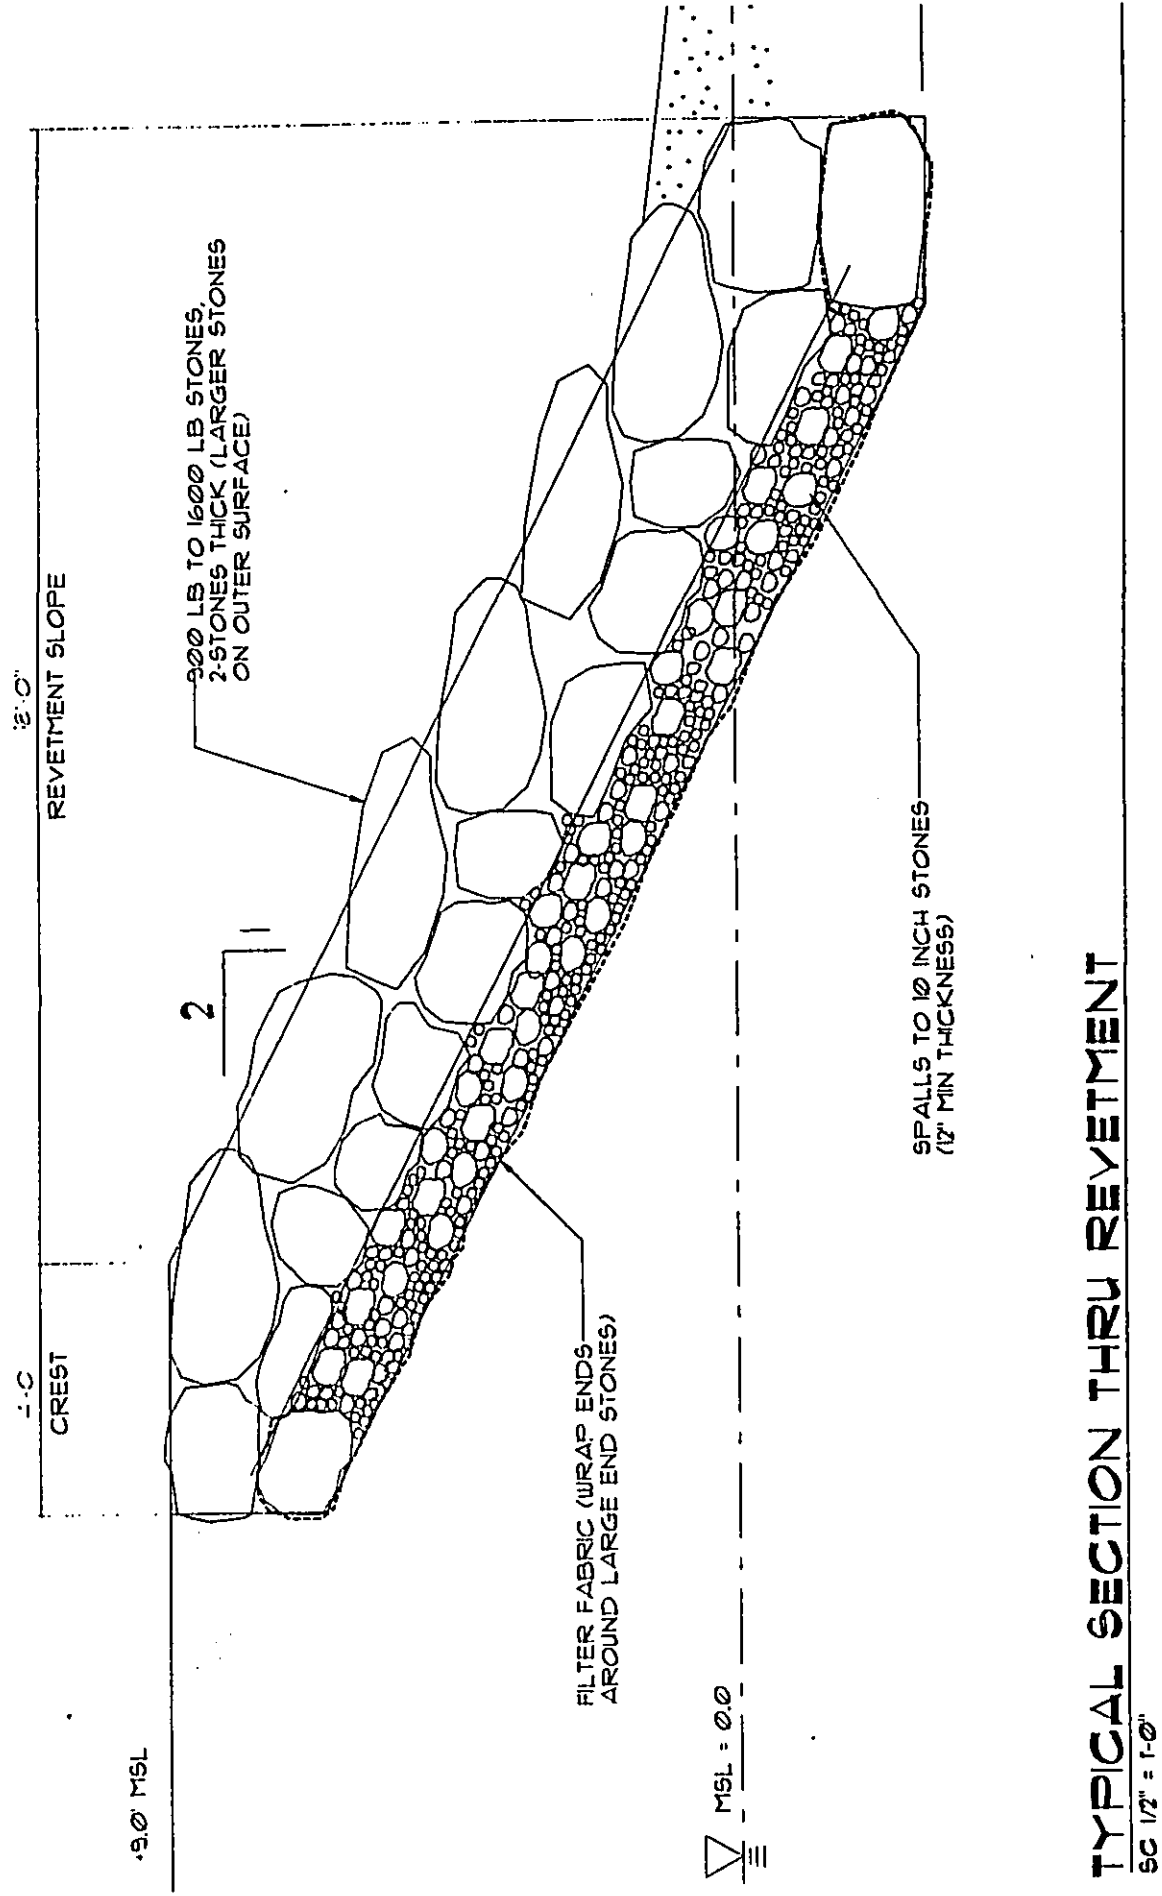 REVETMENT SLOPE
CREST
LB TO 1600 LB STONES,
2-STONES THICK (LARGER STONES
ON OUTER SURFACE)
2
1
+9.0' MSL
FILTER FABRIC (WRAP ENDS
AROUND LARGE END STONES)
MSL = 0.0
SPALLS TO 10 INCH STONES
(12" MIN THICKNESS)
TYPICAL SECTION THRU REVETMENT
SC 1/2" = 1'-0"